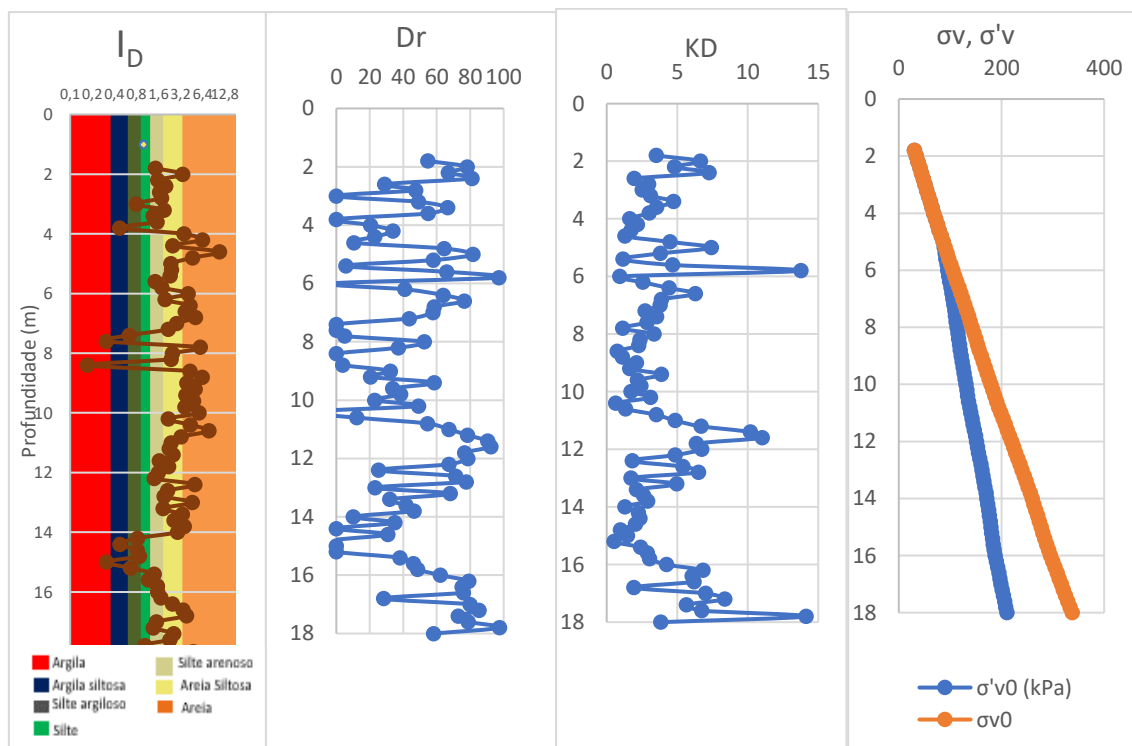 I_D
0,1 0,2 0,4 0,8 1,6 3,2 6,4 12,8
Profundidade (m)
0
2
4
6
8
10
12
14
16
Argila
Argila siltosa
Silte argiloso
Silte
Silte arenoso
Areia Siltosa
Areia
Dr
0 20 40 60 80 100
0
2
4
6
8
10
12
14
16
18
KD
0 5 10 15
0
2
4
6
8
10
12
14
16
18
σv, σ'v
0 200 400
0
2
4
6
8
10
12
14
16
18
σ'v0 (kPa)
σv0